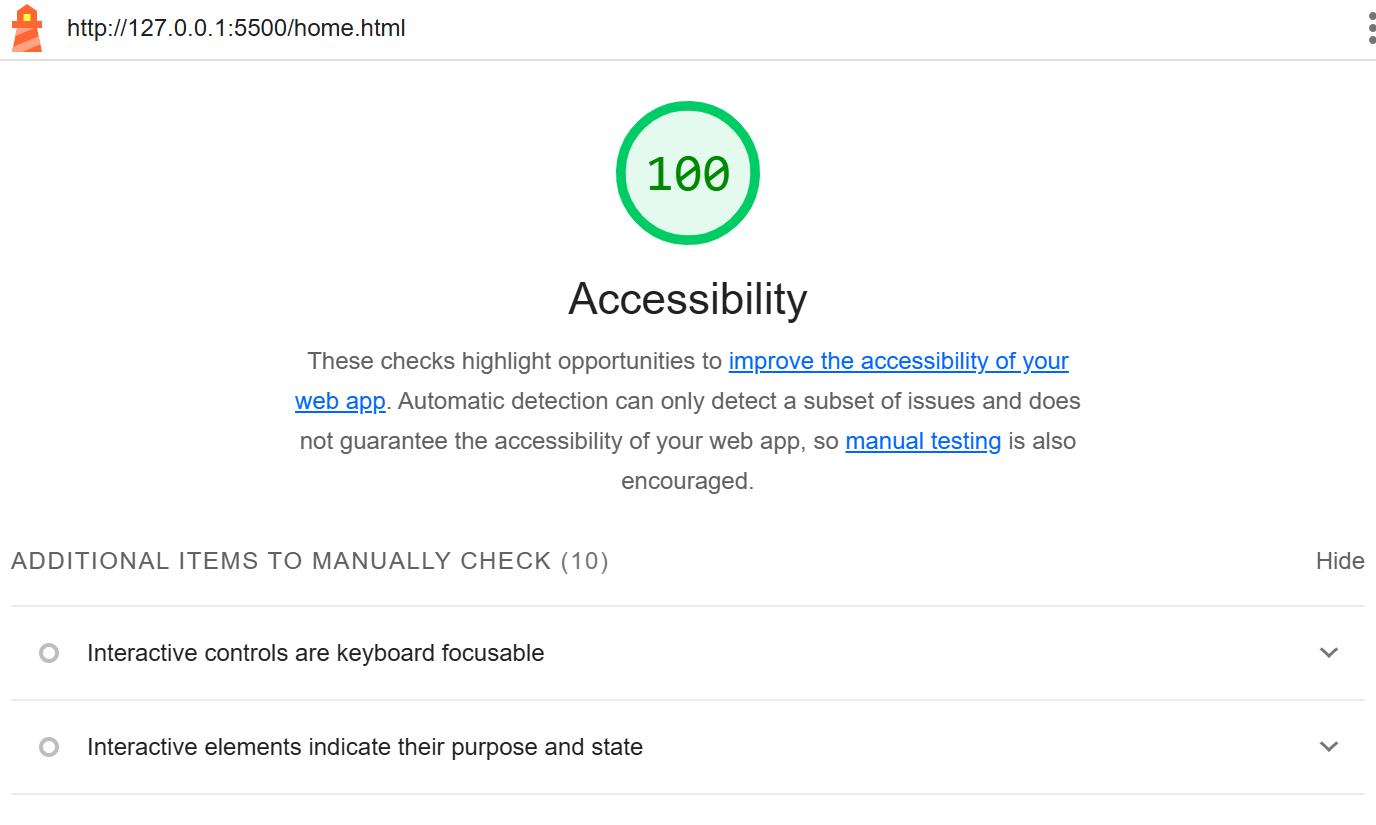 http://127.0.0.1:5500/home.html
100
Accessibility
These checks highlight opportunities to improve the accessibility of your
web app. Automatic detection can only detect a subset of issues and does
not guarantee the accessibility of your web app, so manual testing is also
encouraged.
ADDITIONAL ITEMS TO MANUALLY CHECK (10) Hide
Interactive controls are keyboard focusable
Interactive elements indicate their purpose and state